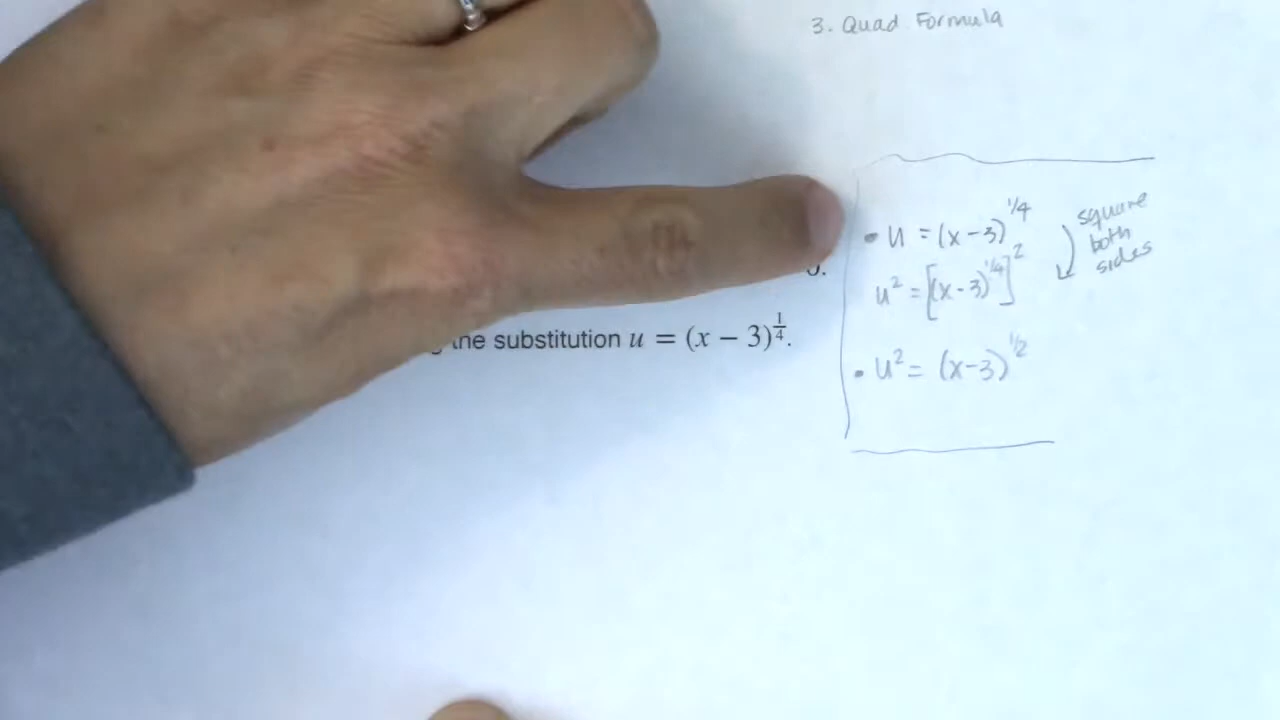 3. Quad Formula
• u = (x-3)^1/4
square both sides
u² = [(x-3)^1/4]²
the substitution u = (x − 3)^1/4.
• u² = (x-3)^1/2